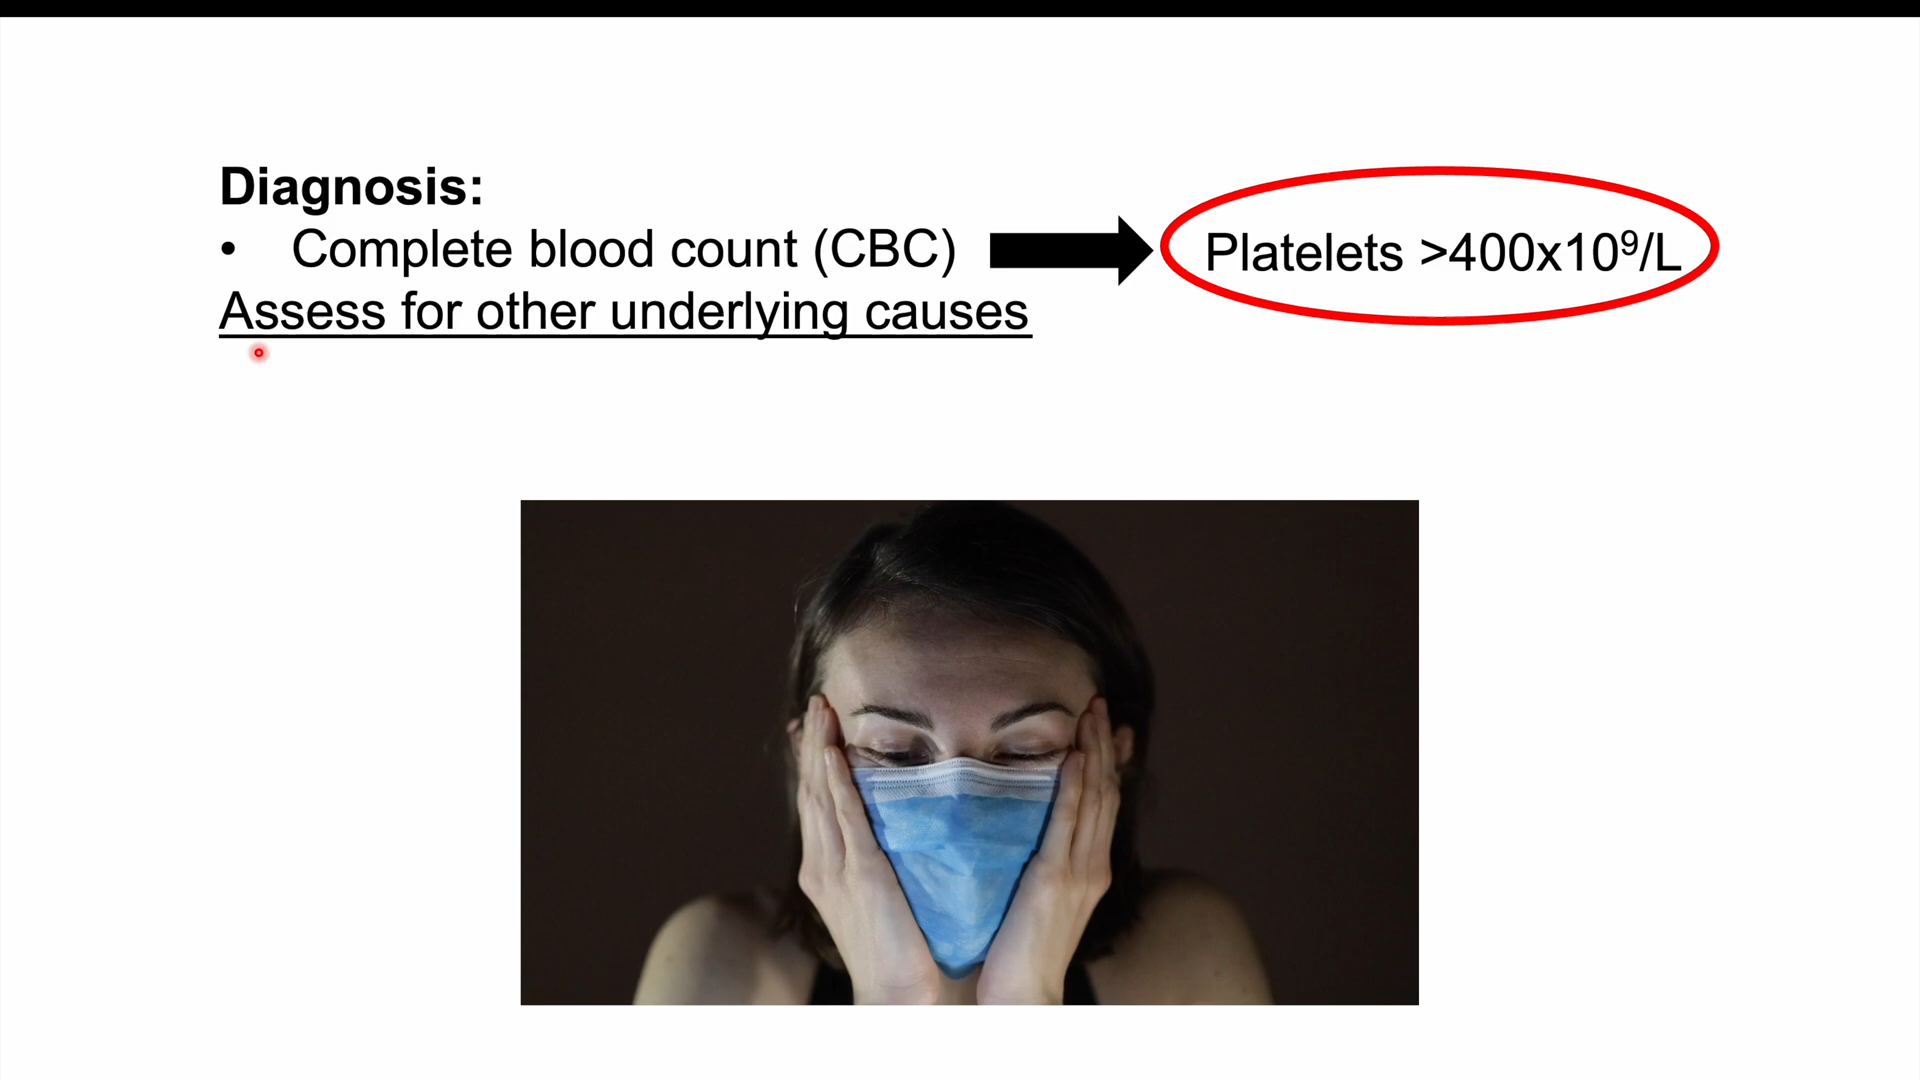 Diagnosis:
• Complete blood count (CBC)
Platelets >400x10⁹/L
Assess for other underlying causes